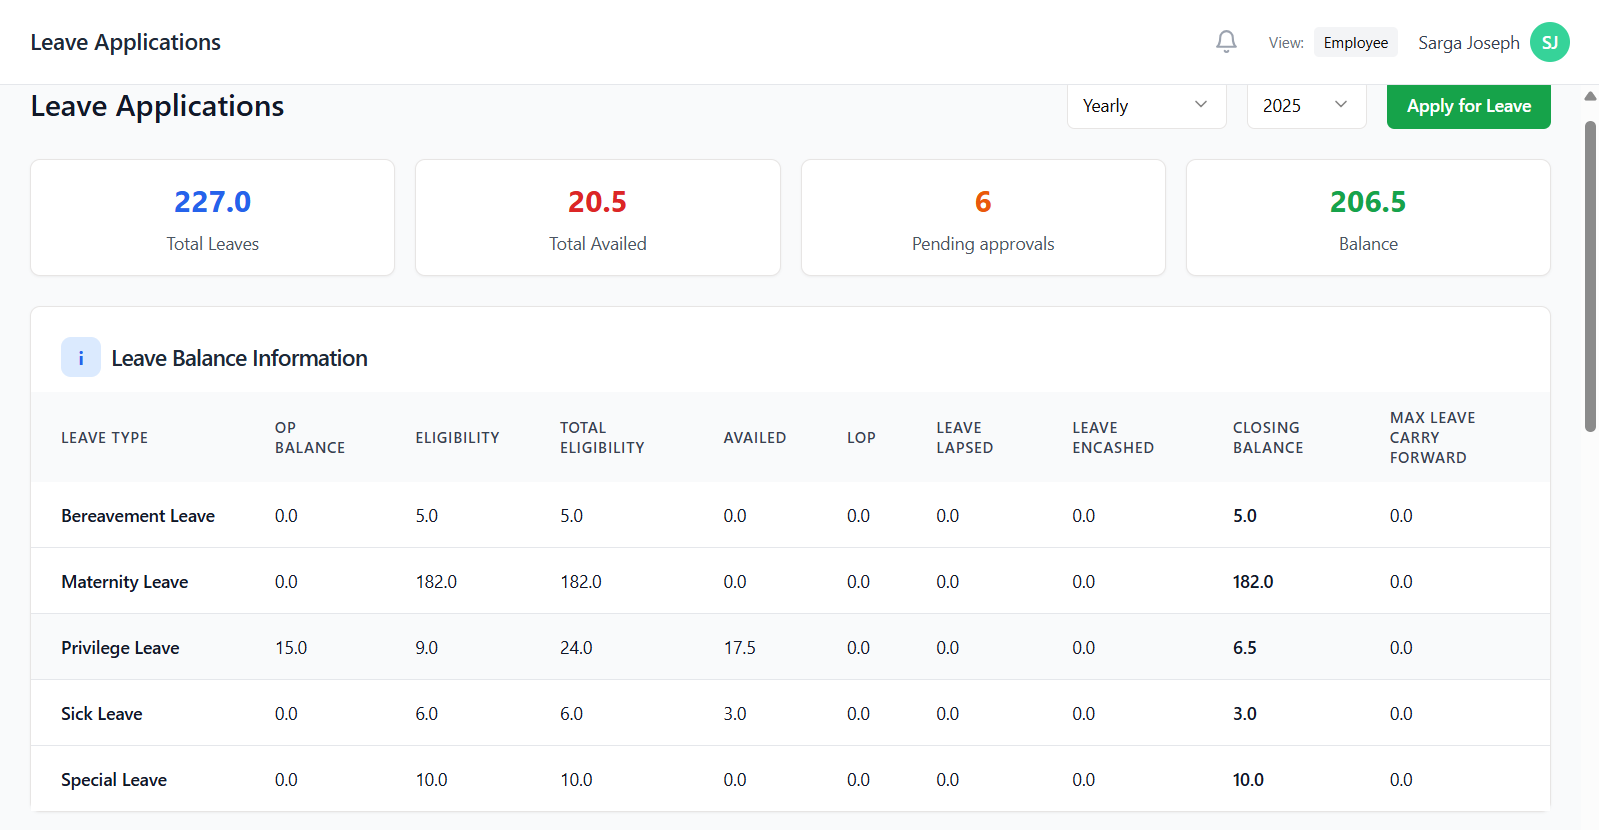 Leave Applications
View: Employee Sarga Joseph SJ
Leave Applications
Yearly 2025 Apply for Leave
227.0 20.5 6 206.5
Total Leaves Total Availed Pending approvals Balance
i Leave Balance Information
LEAVE TYPE OP BALANCE ELIGIBILITY TOTAL ELIGIBILITY AVAILED LOP LEAVE LAPSED LEAVE ENCASHED CLOSING BALANCE MAX LEAVE CARRY FORWARD
Bereavement Leave 0.0 5.0 5.0 0.0 0.0 0.0 0.0 5.0 0.0
Maternity Leave 0.0 182.0 182.0 0.0 0.0 0.0 0.0 182.0 0.0
Privilege Leave 15.0 9.0 24.0 17.5 0.0 0.0 0.0 6.5 0.0
Sick Leave 0.0 6.0 6.0 3.0 0.0 0.0 0.0 3.0 0.0
Special Leave 0.0 10.0 10.0 0.0 0.0 0.0 0.0 10.0 0.0